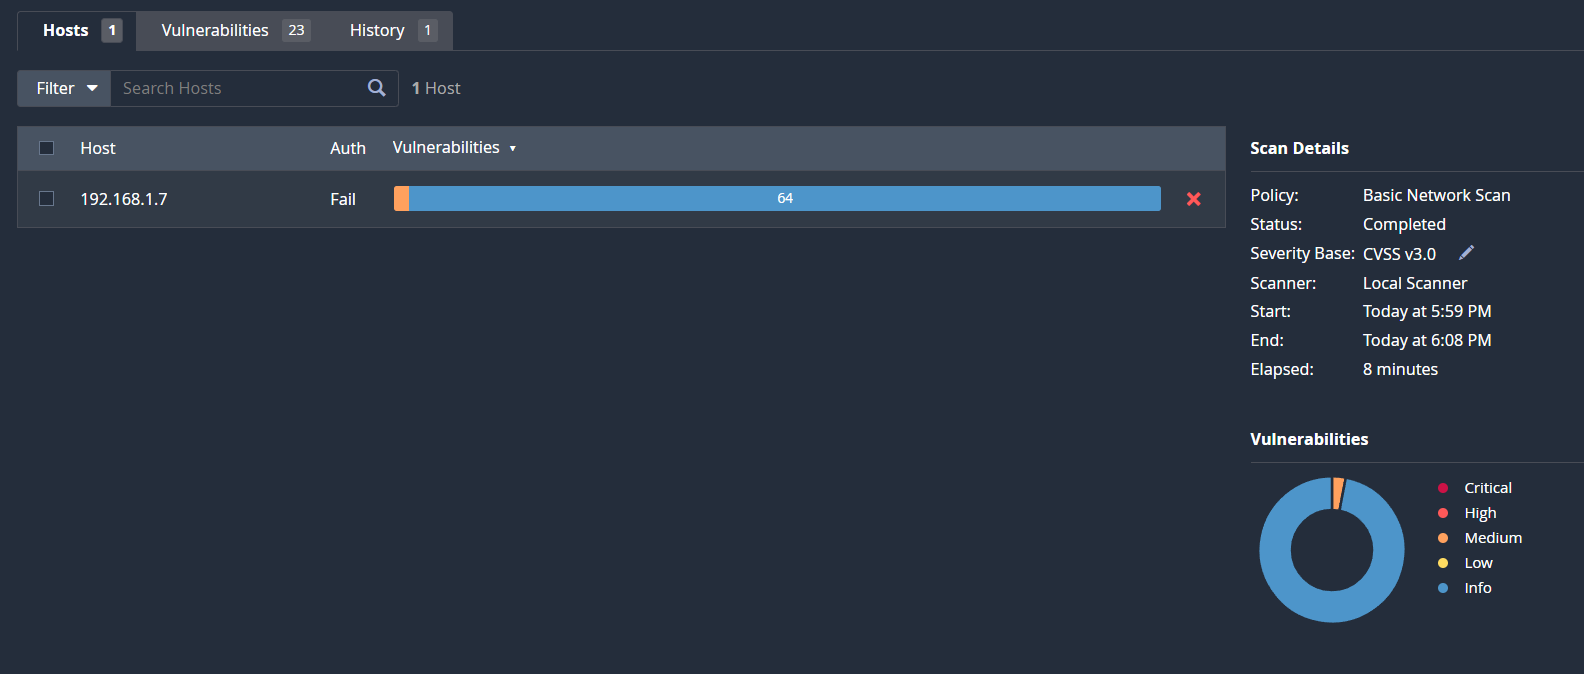 Hosts 1 Vulnerabilities 23 History 1
Filter Search Hosts 1 Host
Host Auth Vulnerabilities
192.168.1.7 Fail 64
Scan Details
Policy: Basic Network Scan
Status: Completed
Severity Base: CVSS v3.0
Scanner: Local Scanner
Start: Today at 5:59 PM
End: Today at 6:08 PM
Elapsed: 8 minutes
Vulnerabilities
Critical
High
Medium
Low
Info